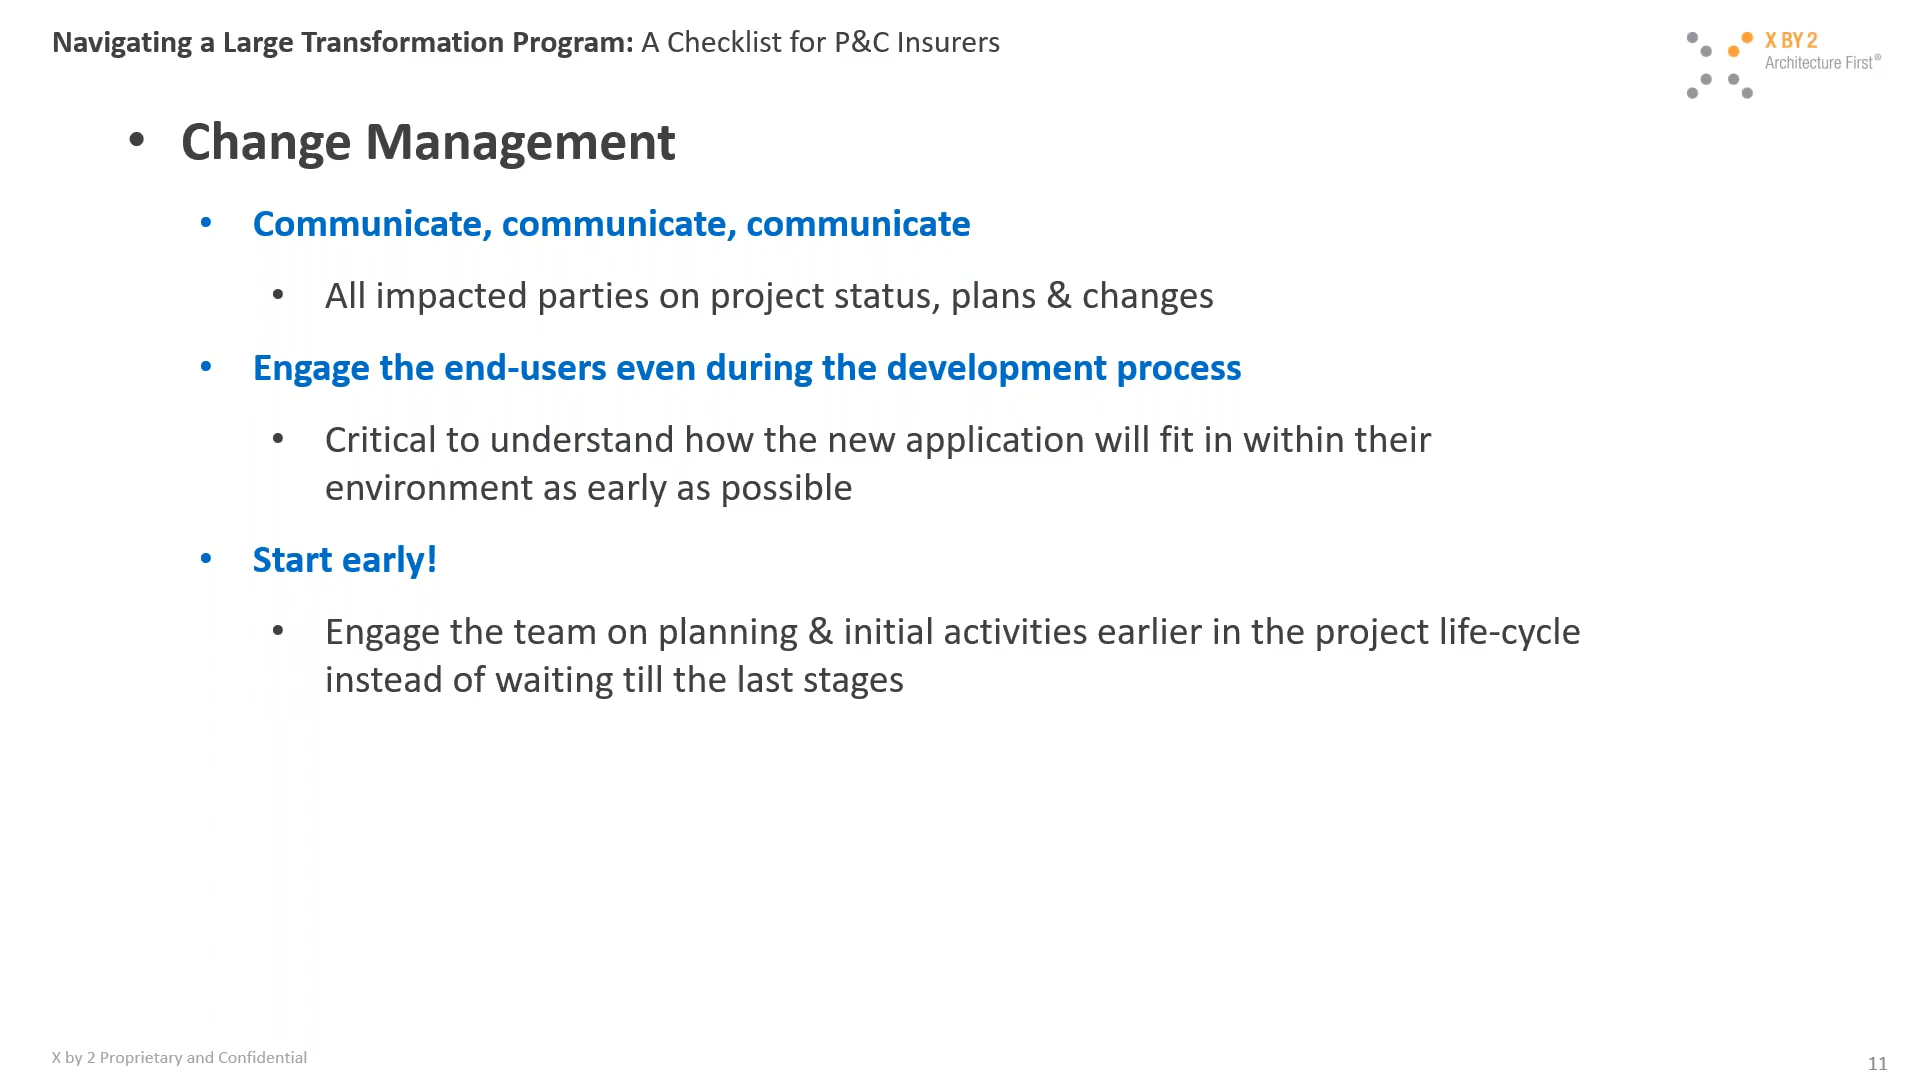 Navigating a Large Transformation Program: A Checklist for P&C Insurers
X BY 2
Architecture First®
• Change Management
• Communicate, communicate, communicate
• All impacted parties on project status, plans & changes
• Engage the end-users even during the development process
• Critical to understand how the new application will fit in within their
environment as early as possible
• Start early!
• Engage the team on planning & initial activities earlier in the project life-cycle
instead of waiting till the last stages
X by 2 Proprietary and Confidential
11